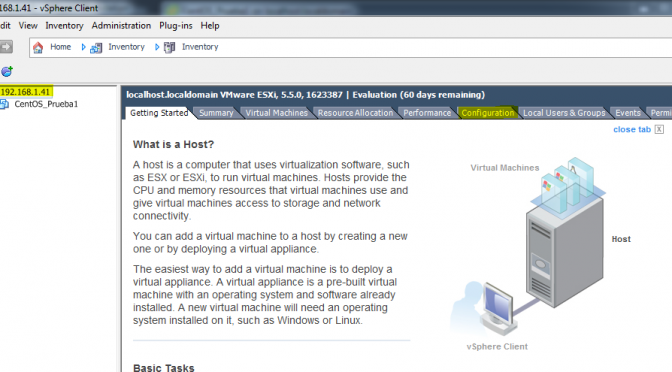 168.1.41 - vSphere Client
dit View Inventory Administration Plug-ins Help
Home Inventory Inventory
192.168.1.41
CentOS_Prueba1
localhost.localdomain VMware ESXi, 5.5.0, 1623387 | Evaluation (60 days remaining)
Getting Started Summary Virtual Machines Resource Allocation Performance Configuration Local Users & Groups Events Permi
close tab X
What is a Host?
A host is a computer that uses virtualization software, such
as ESX or ESXi, to run virtual machines. Hosts provide the
CPU and memory resources that virtual machines use and
give virtual machines access to storage and network
connectivity.
You can add a virtual machine to a host by creating a new
one or by deploying a virtual appliance.
The easiest way to add a virtual machine is to deploy a
virtual appliance. A virtual appliance is a pre-built virtual
machine with an operating system and software already
installed. A new virtual machine will need an operating
system installed on it, such as Windows or Linux.
Virtual Machines
Host
vSphere Client
Basic Tasks